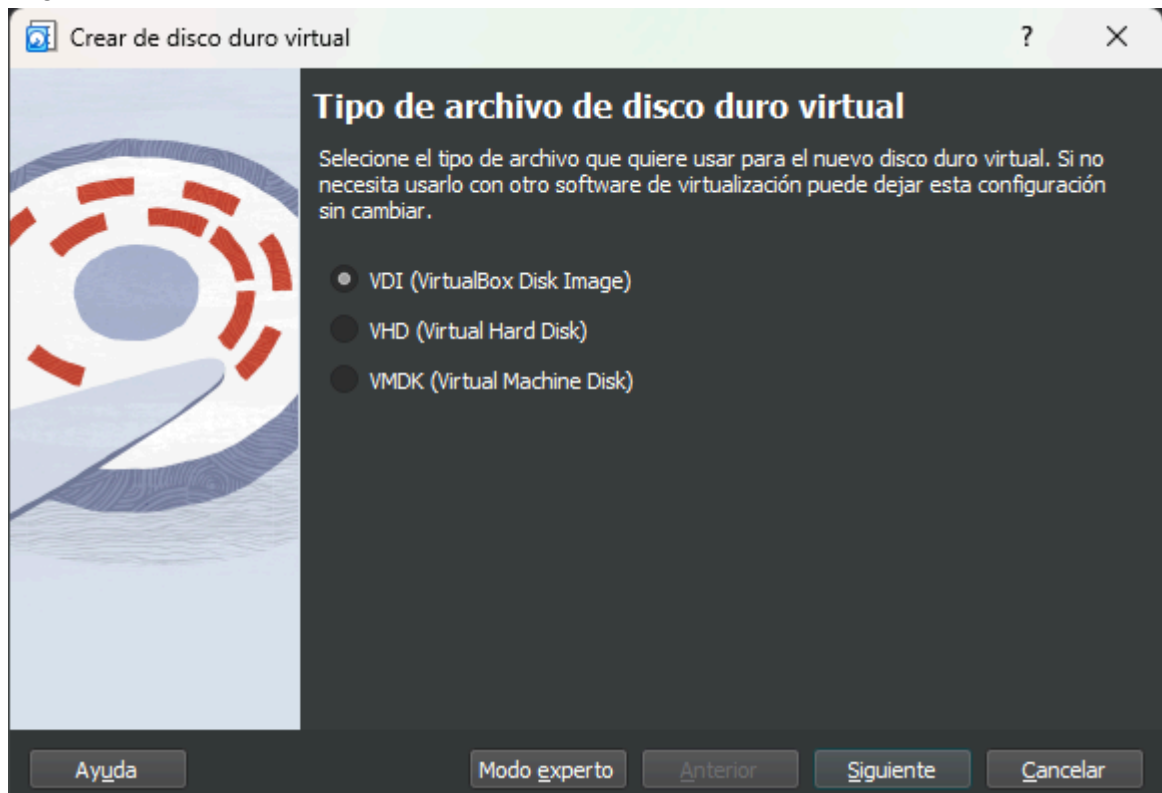 Crear de disco duro virtual
?
Tipo de archivo de disco duro virtual
Selecione el tipo de archivo que quiere usar para el nuevo disco duro virtual. Si no
necesita usarlo con otro software de virtualización puede dejar esta configuración
sin cambiar.
VDI (VirtualBox Disk Image)
VHD (Virtual Hard Disk)
VMDK (Virtual Machine Disk)
Ayuda
Modo experto
Anterior
Siguiente
Cancelar